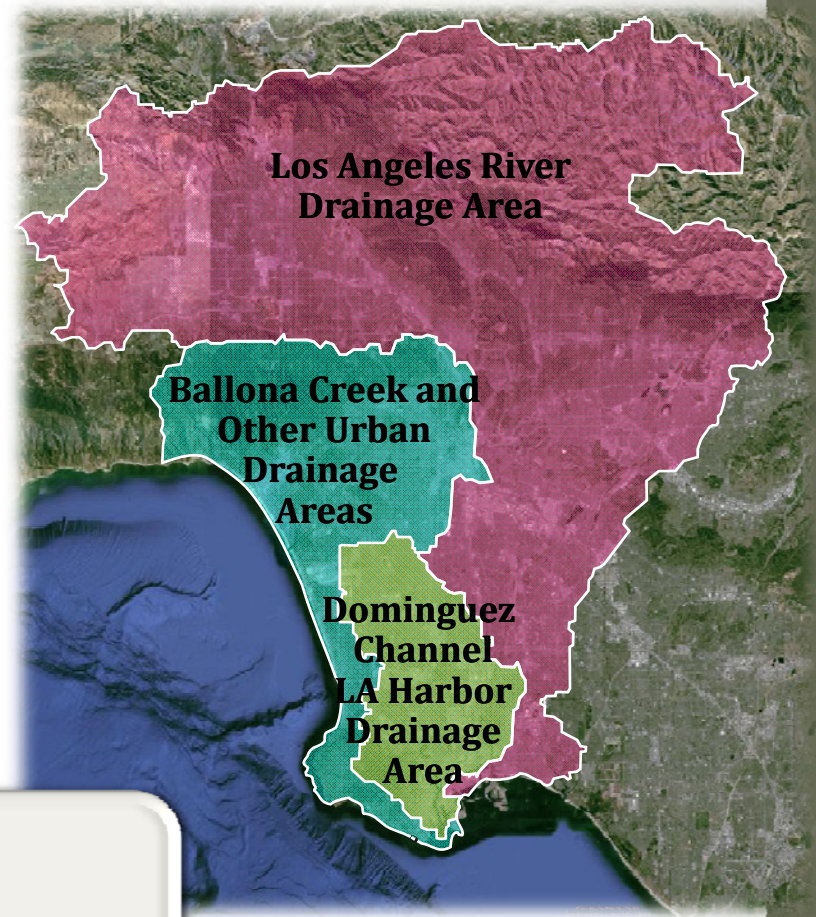 Los Angeles River
Drainage Area
Ballona Creek and
Other Urban
Drainage
Areas
Dominguez
Channel
LA Harbor
Drainage
Area